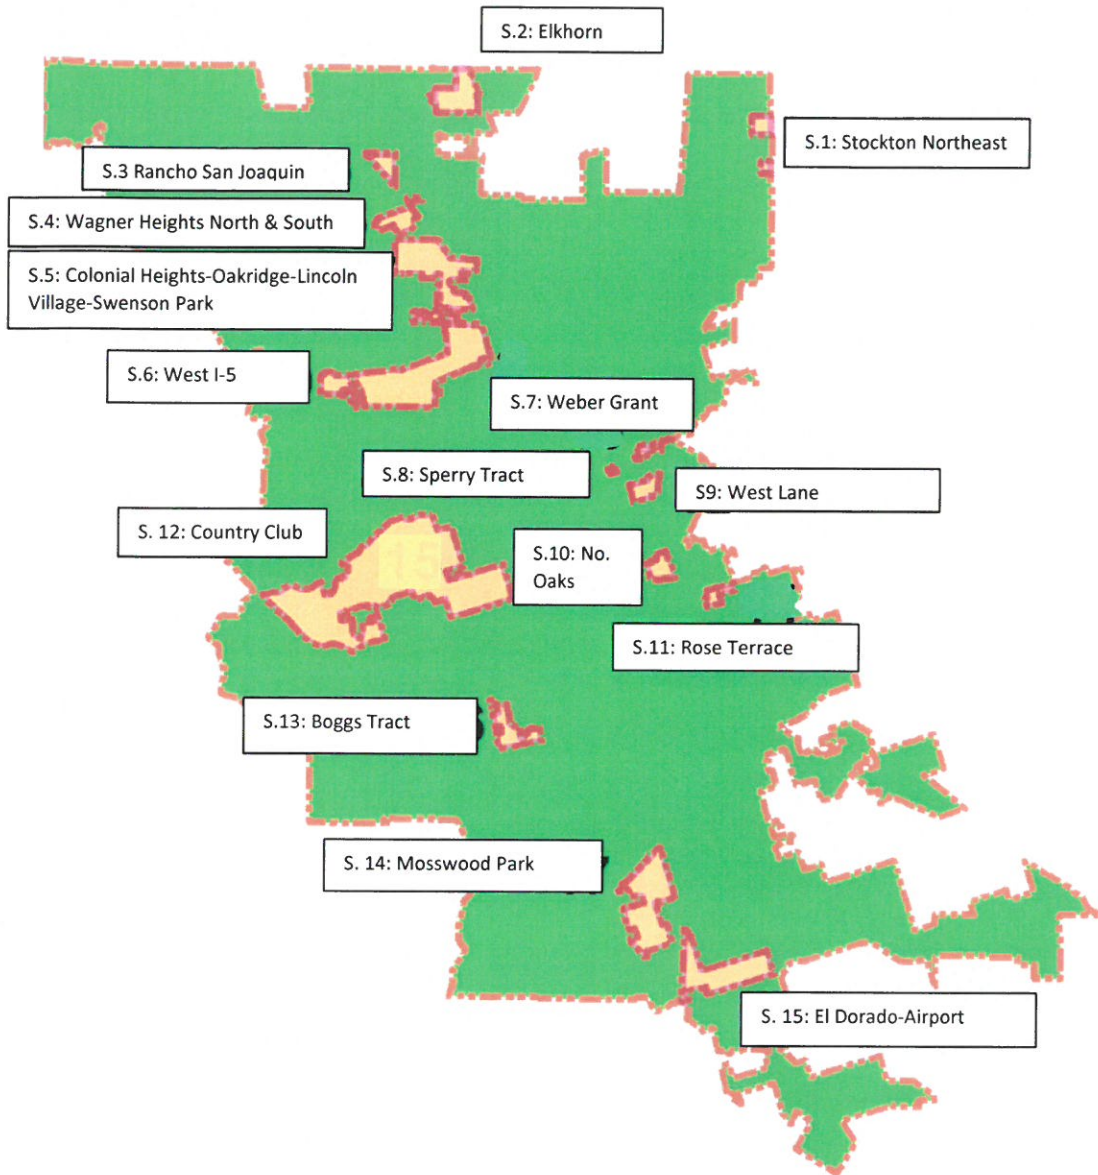 S.2: Elkhorn
S.1: Stockton Northeast
S.3 Rancho San Joaquin
S.4: Wagner Heights North & South
S.5: Colonial Heights-Oakridge-Lincoln
Village-Swenson Park
S.6: West I-5
S.7: Weber Grant
S.8: Sperry Tract
S9: West Lane
S. 12: Country Club
S.10: No.
Oaks
15
S.11: Rose Terrace
S.13: Boggs Tract
S. 14: Mosswood Park
S. 15: El Dorado-Airport